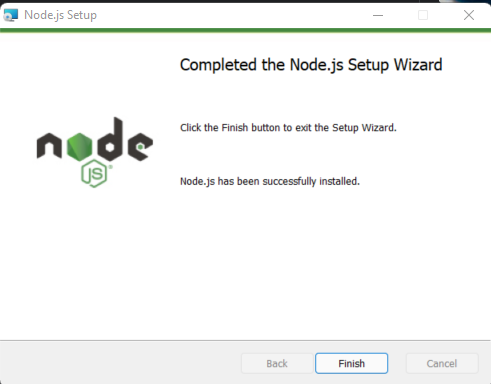 Node.js Setup
Completed the Node.js Setup Wizard
Click the Finish button to exit the Setup Wizard.
node
JS
Node.js has been successfully installed.
Back
Finish
Cancel